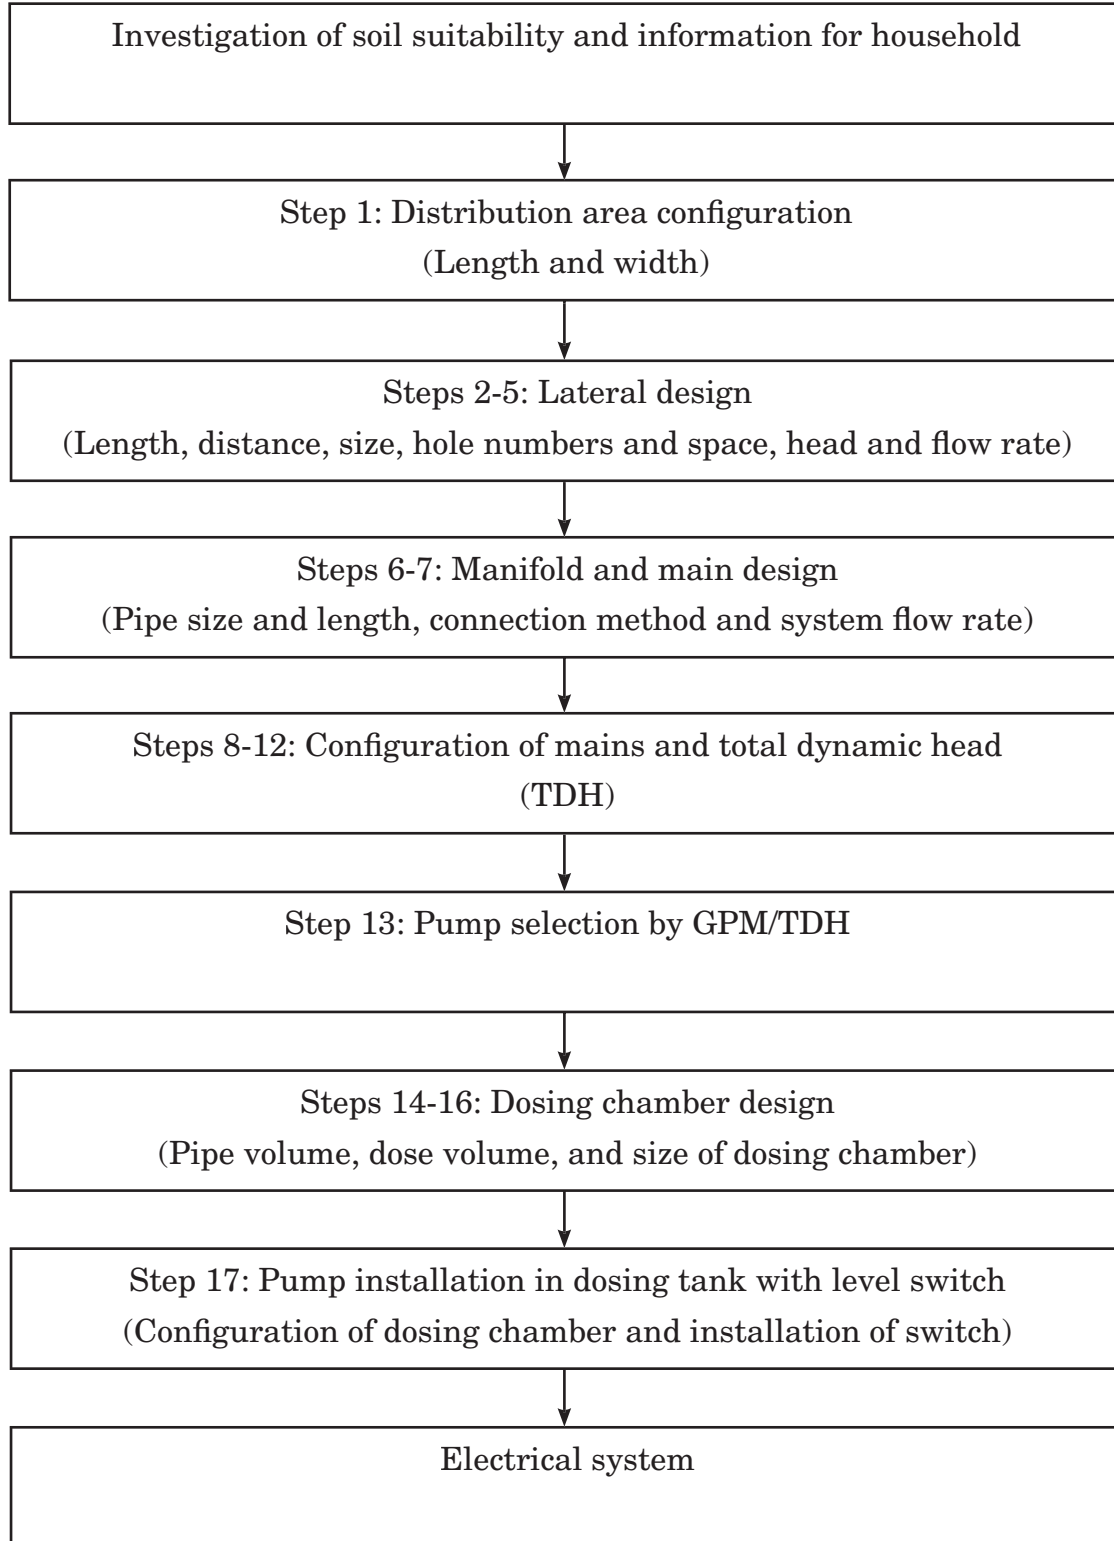 Investigation of soil suitability and information for household
Step 1: Distribution area configuration
(Length and width)
Steps 2-5: Lateral design
(Length, distance, size, hole numbers and space, head and flow rate)
Steps 6-7: Manifold and main design
(Pipe size and length, connection method and system flow rate)
Steps 8-12: Configuration of mains and total dynamic head
(TDH)
Step 13: Pump selection by GPM/TDH
Steps 14-16: Dosing chamber design
(Pipe volume, dose volume, and size of dosing chamber)
Step 17: Pump installation in dosing tank with level switch
(Configuration of dosing chamber and installation of switch)
Electrical system